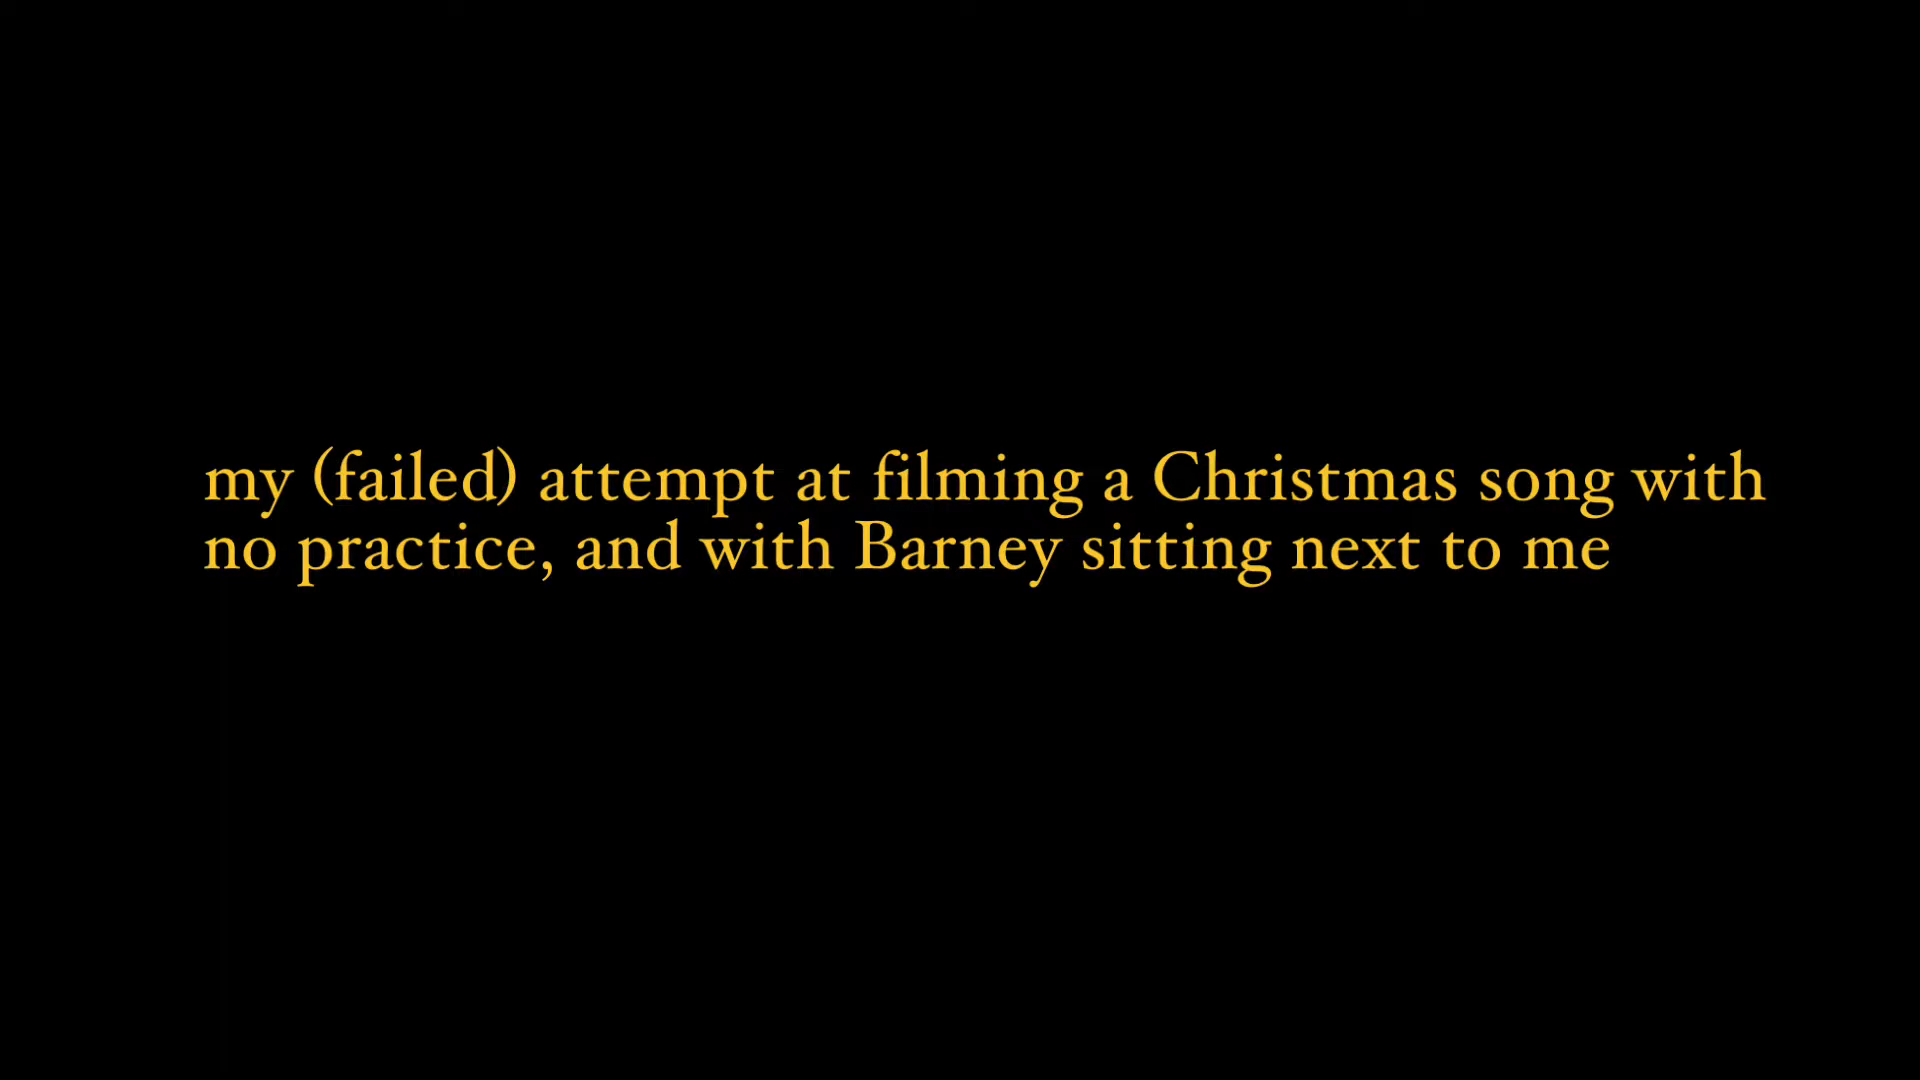 my (failed) attempt at filming a Christmas song with
no practice, and with Barney sitting next to me